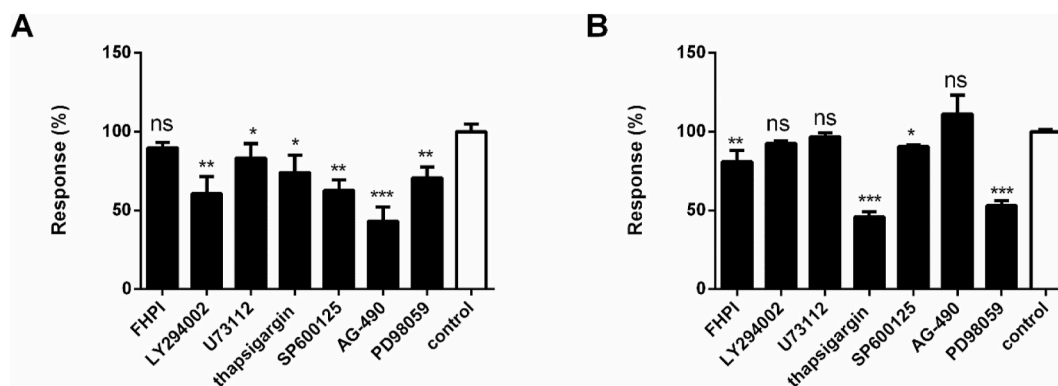 A
Response (%)
150
100
50
0
ns
**
*
*
**
***
**
FHPI
LY294002
U73112
thapsigargin
SP600125
AG-490
PD98059
control
B
Response (%)
150
100
50
0
**
ns
ns
***
*
ns
***
FHPI
LY294002
U73112
thapsigargin
SP600125
AG-490
PD98059
control